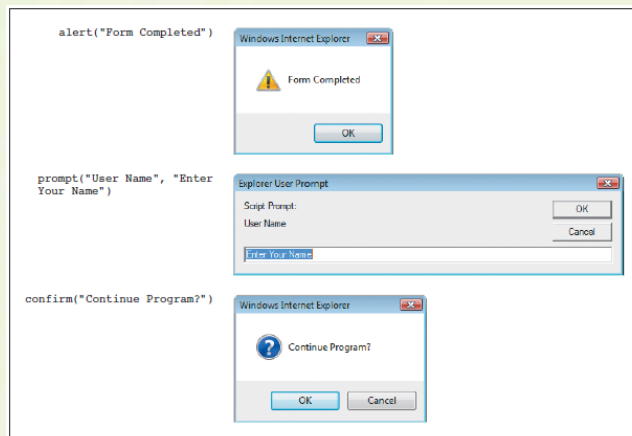 alert("Form Completed")
Windows Internet Explorer
Form Completed
OK
prompt("User Name", "Enter
Your Name")
Explorer User Prompt
Script Prompt:
User Name
OK
Cancel
Enter Your Name
confirm("Continue Program?")
Windows Internet Explorer
Continue Program?
OK
Cancel